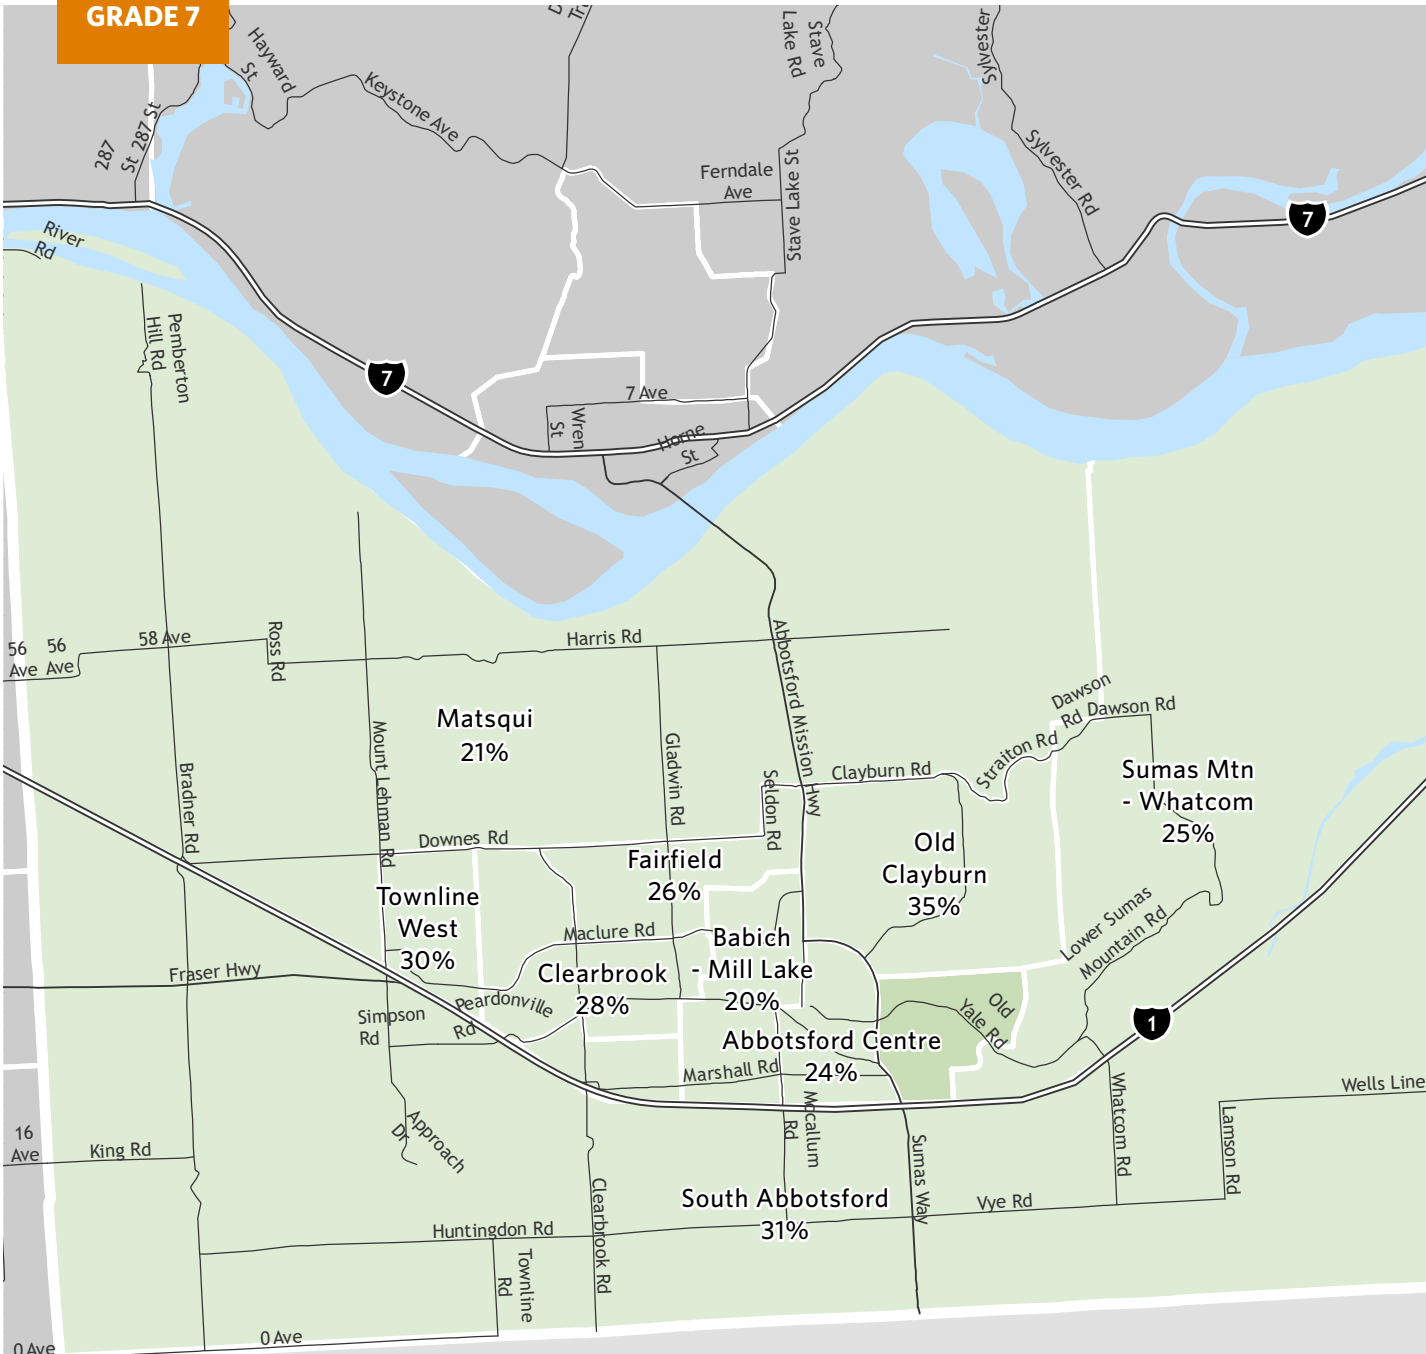 GRADE 7
Hayward
St
Keystone Ave
Stave
Lake Rd
Sylvester
287
St
287 St
Ferndale
Ave
Stave Lake St
Sylvester Rd
7
River
Rd
Pemberton
Hill Rd
7
7 Ave
Wren
St
Horne
St
56
Ave
56
Ave
58 Ave
Ross Rd
Harris Rd
Abbotsford Mission Hwy
Matsqui
21%
Mount Lehman Rd
Gladwin Rd
Bradner Rd
Seldon Rd
Clayburn Rd
Straiton Rd
Dawson
Rd
Dawson Rd
Sumas Mtn
- Whatcom
25%
Downes Rd
Fairfield
26%
Old
Clayburn
35%
Townline
West
30%
Maclure Rd
Babich
- Mill Lake
20%
Lower Sumas
Mountain Rd
Fraser Hwy
Clearbrook
28%
Peardonville
Rd
Simpson
Rd
Old
Yale Rd
1
Abbotsford Centre
24%
Marshall Rd
Mccallum
Rd
Wells Line
Whatcom Rd
Lamson Rd
16
Ave
King Rd
Approach
Dr
Sumas Way
South Abbotsford
31%
Vye Rd
Clearbrook Rd
Huntingdon Rd
Townline
Rd
0 Ave
0 Ave